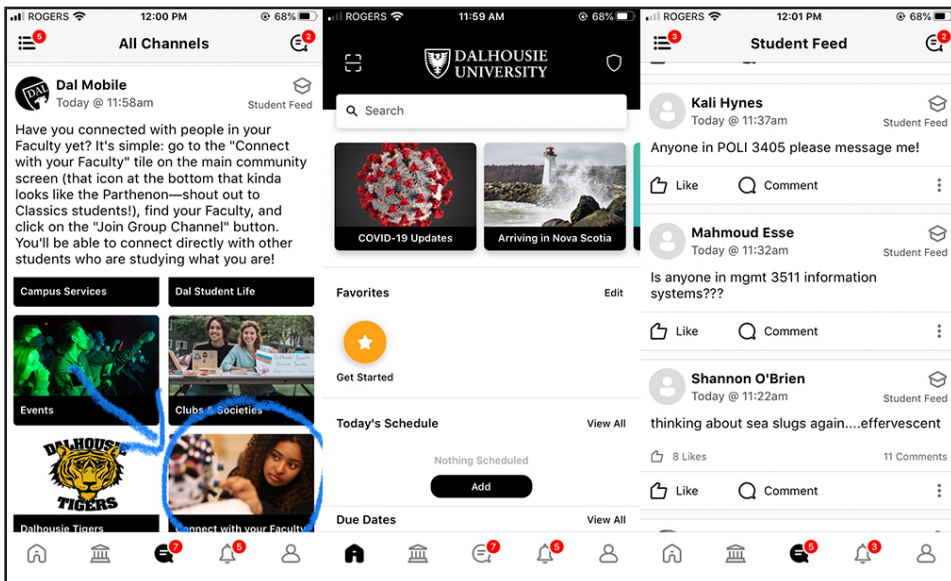 ROGERS 12:00 PM 68%
5 All Channels 2
DAL Dal Mobile
Today @ 11:58am Student Feed
Have you connected with people in your
Faculty yet? It's simple: go to the "Connect
with your Faculty" tile on the main community
screen (that icon at the bottom that kinda
looks like the Parthenon—shout out to
Classics students!), find your Faculty, and
click on the "Join Group Channel" button.
You'll be able to connect directly with other
students who are studying what you are!
Campus Services Dal Student Life
Events Clubs & Societies
DALHOUSIE
TIGERS
Dalhousie Tigers Connect with your Faculty
7 5
ROGERS 11:59 AM 68%
DALHOUSIE
UNIVERSITY
Search
COVID-19 Updates Arriving in Nova Scotia
Favorites Edit
Get Started
Today's Schedule View All
Nothing Scheduled
Add
Due Dates View All
7 5
ROGERS 12:01 PM 68%
3 Student Feed 2
Kali Hynes
Today @ 11:37am Student Feed
Anyone in POLI 3405 please message me!
Like Comment
Mahmoud Esse
Today @ 11:32am Student Feed
Is anyone in mgmt 3511 information
systems???
Like Comment
Shannon O'Brien
Today @ 11:22am Student Feed
thinking about sea slugs again....effervescent
8 Likes 11 Comments
Like Comment
5 3